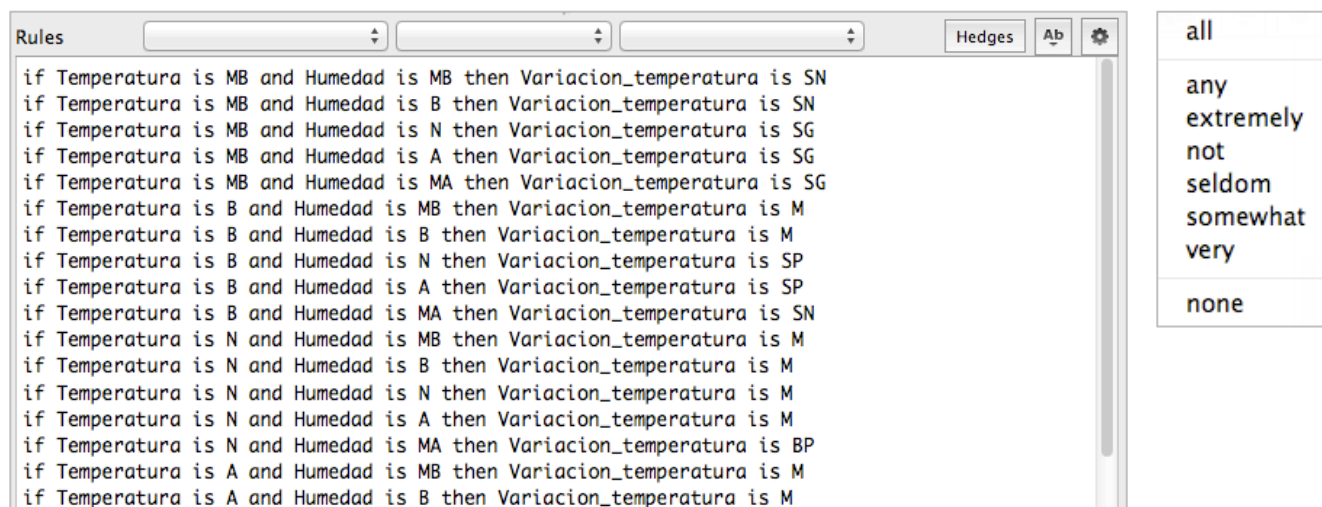 Rules
Hedges
Ab
if Temperatura is MB and Humedad is MB then Variacion_temperatura is SN
if Temperatura is MB and Humedad is B then Variacion_temperatura is SN
if Temperatura is MB and Humedad is N then Variacion_temperatura is SG
if Temperatura is MB and Humedad is A then Variacion_temperatura is SG
if Temperatura is MB and Humedad is MA then Variacion_temperatura is SG
if Temperatura is B and Humedad is MB then Variacion_temperatura is M
if Temperatura is B and Humedad is B then Variacion_temperatura is M
if Temperatura is B and Humedad is N then Variacion_temperatura is SP
if Temperatura is B and Humedad is A then Variacion_temperatura is SP
if Temperatura is B and Humedad is MA then Variacion_temperatura is SN
if Temperatura is N and Humedad is MB then Variacion_temperatura is M
if Temperatura is N and Humedad is B then Variacion_temperatura is M
if Temperatura is N and Humedad is N then Variacion_temperatura is M
if Temperatura is N and Humedad is A then Variacion_temperatura is M
if Temperatura is N and Humedad is MA then Variacion_temperatura is BP
if Temperatura is A and Humedad is MB then Variacion_temperatura is M
if Temperatura is A and Humedad is B then Variacion_temperatura is M
all
any
extremely
not
seldom
somewhat
very
none